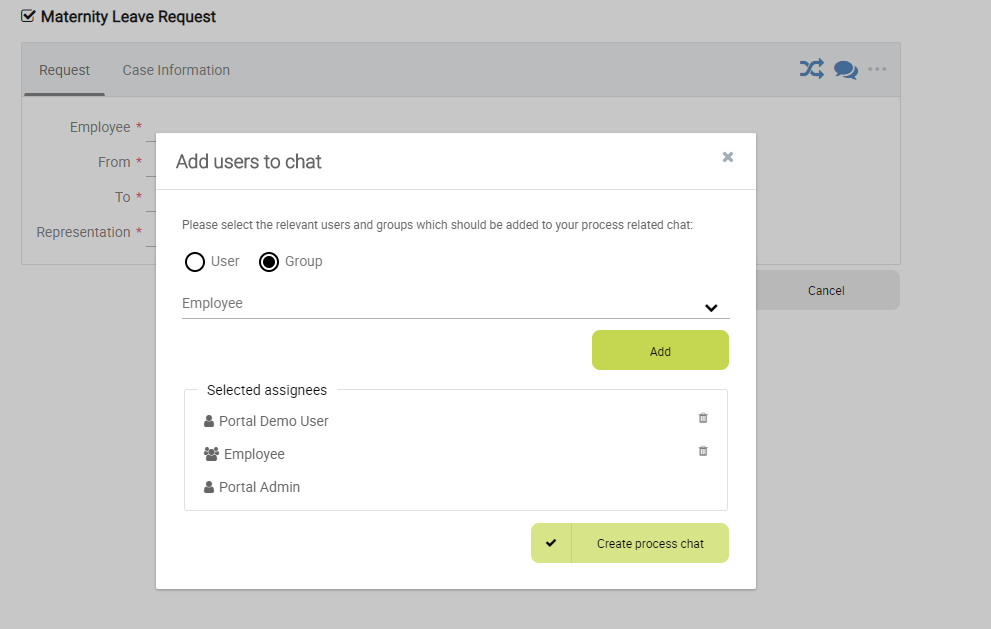 Maternity Leave Request
Request Case Information
Employee *
From *
To *
Representation *
Add users to chat
Please select the relevant users and groups which should be added to your process related chat:
User Group
Employee
Add
Selected assignees
Portal Demo User
Employee
Portal Admin
Create process chat
Cancel